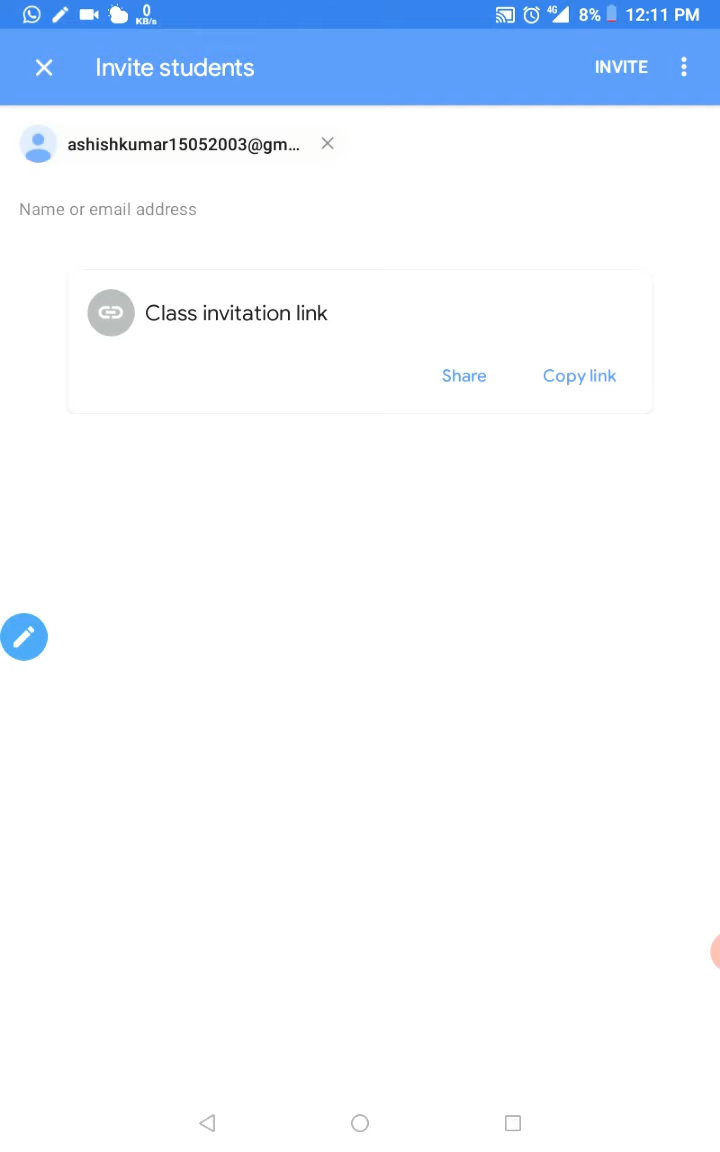 0 KB/s 4G 8% 12:11 PM
Invite students INVITE
ashishkumar15052003@gm...
Name or email address
Class invitation link
Share Copy link